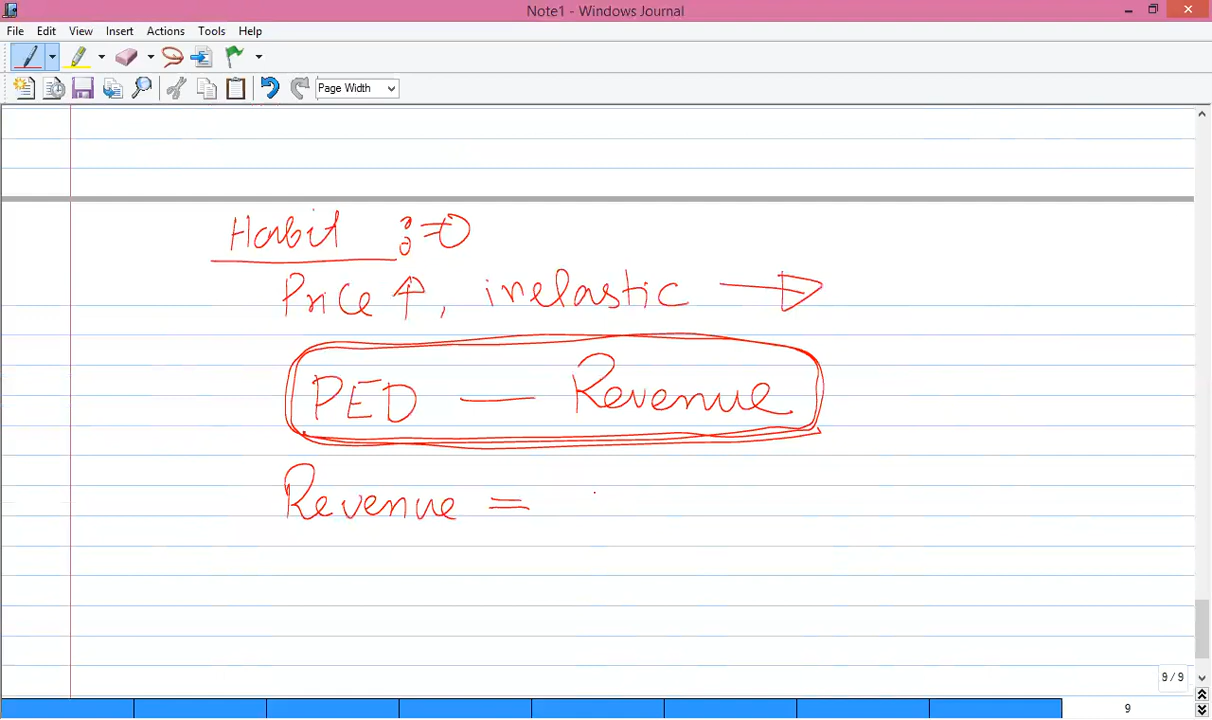 Note1 - Windows Journal
File Edit View Insert Actions Tools Help
Page Width
Habit :
Price ↑, inelastic →
PED — Revenue
Revenue =
9 / 9
9